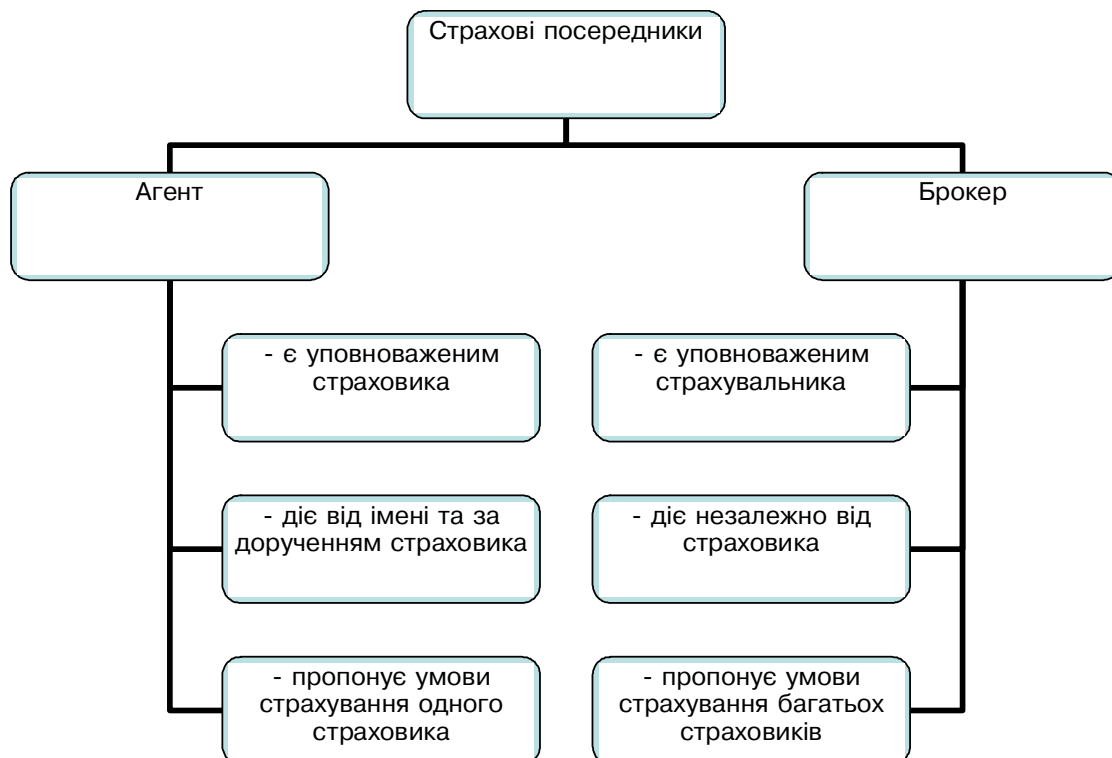 Страхові посередники
Агент
Брокер
- є уповноваженим
страховика
- є уповноваженим
страхувальника
- діє від імені та за
дорученням страховика
- діє незалежно від
страховика
- пропонує умови
страхування одного
страховика
- пропонує умови
страхування багатьох
страховиків